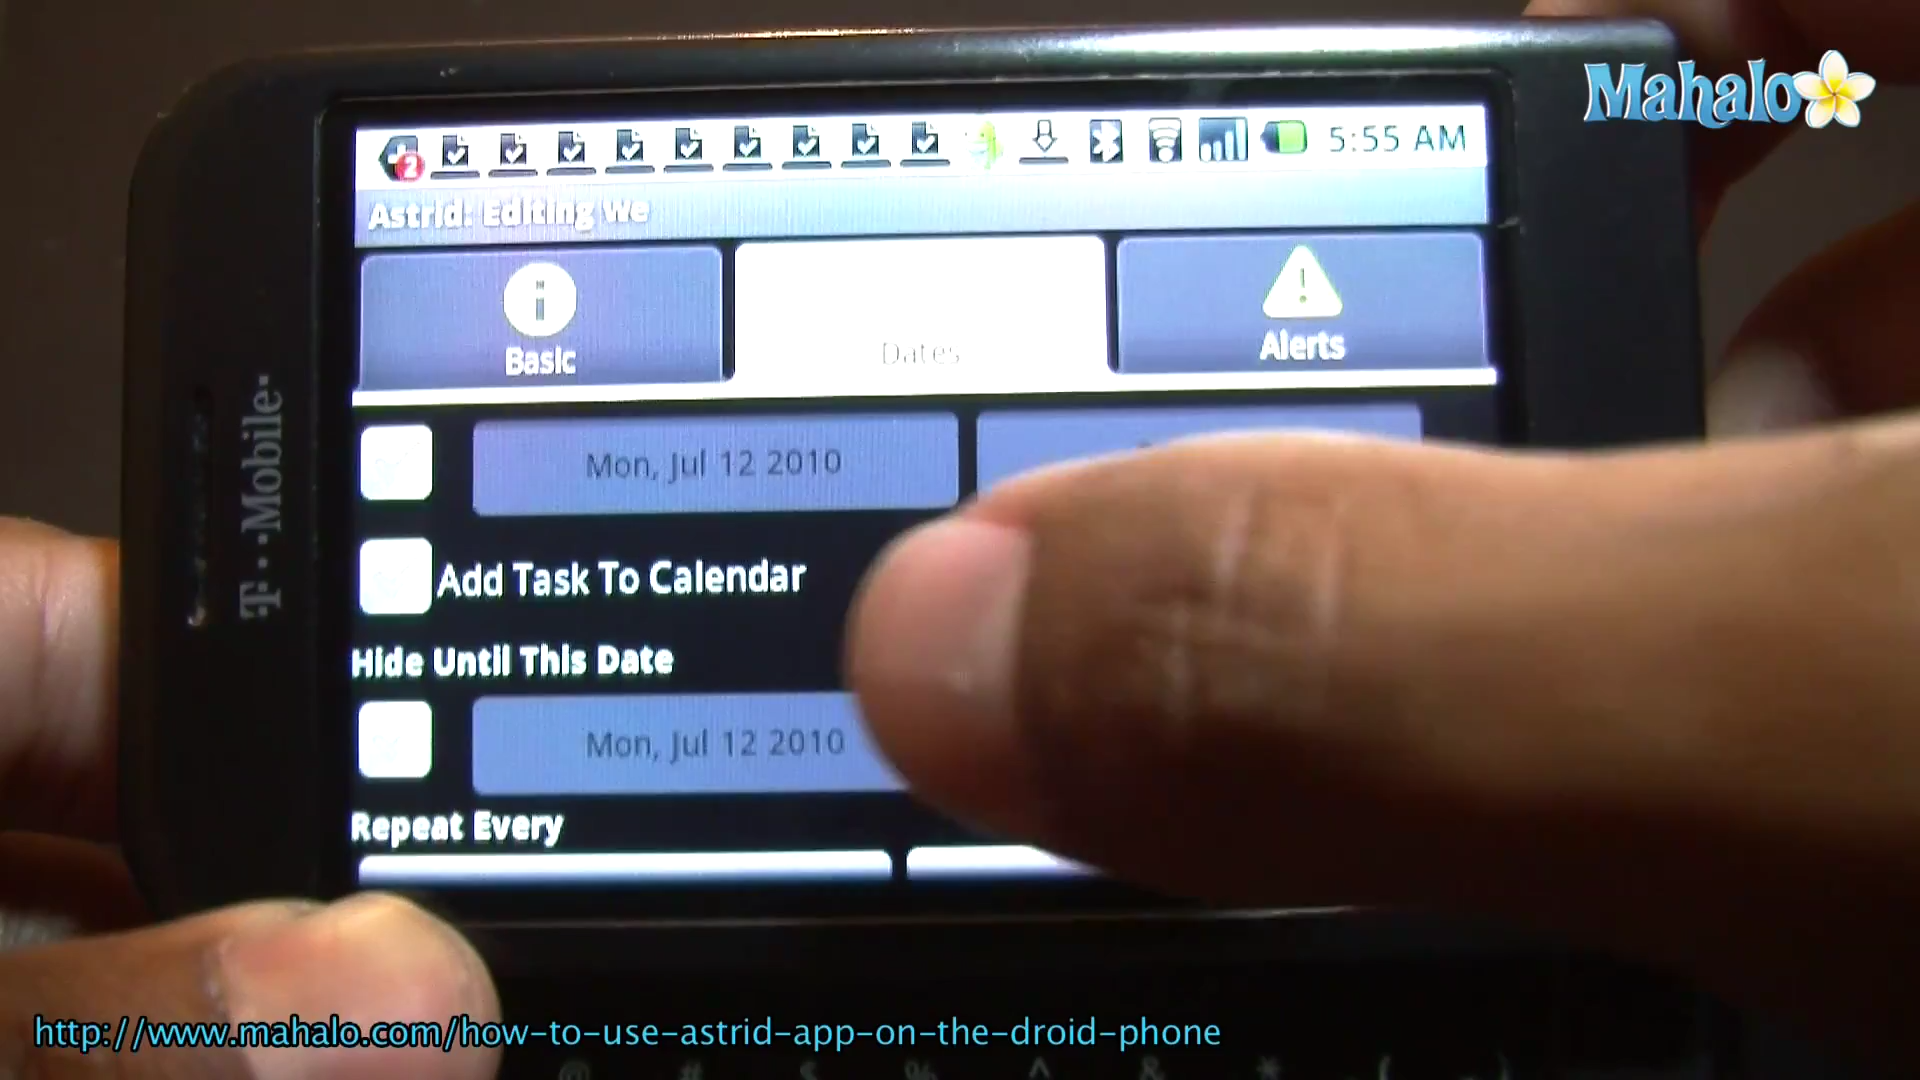 Mahalo
2
5:55 AM
Astrid: Editing We
Basic
Dates
Alerts
T··Mobile·
Mon, Jul 12 2010
Add Task To Calendar
Hide Until This Date
Mon, Jul 12 2010
Repeat Every
http://www.mahalo.com/how-to-use-astrid-app-on-the-droid-phone
@ # $ % ^ & * ( )